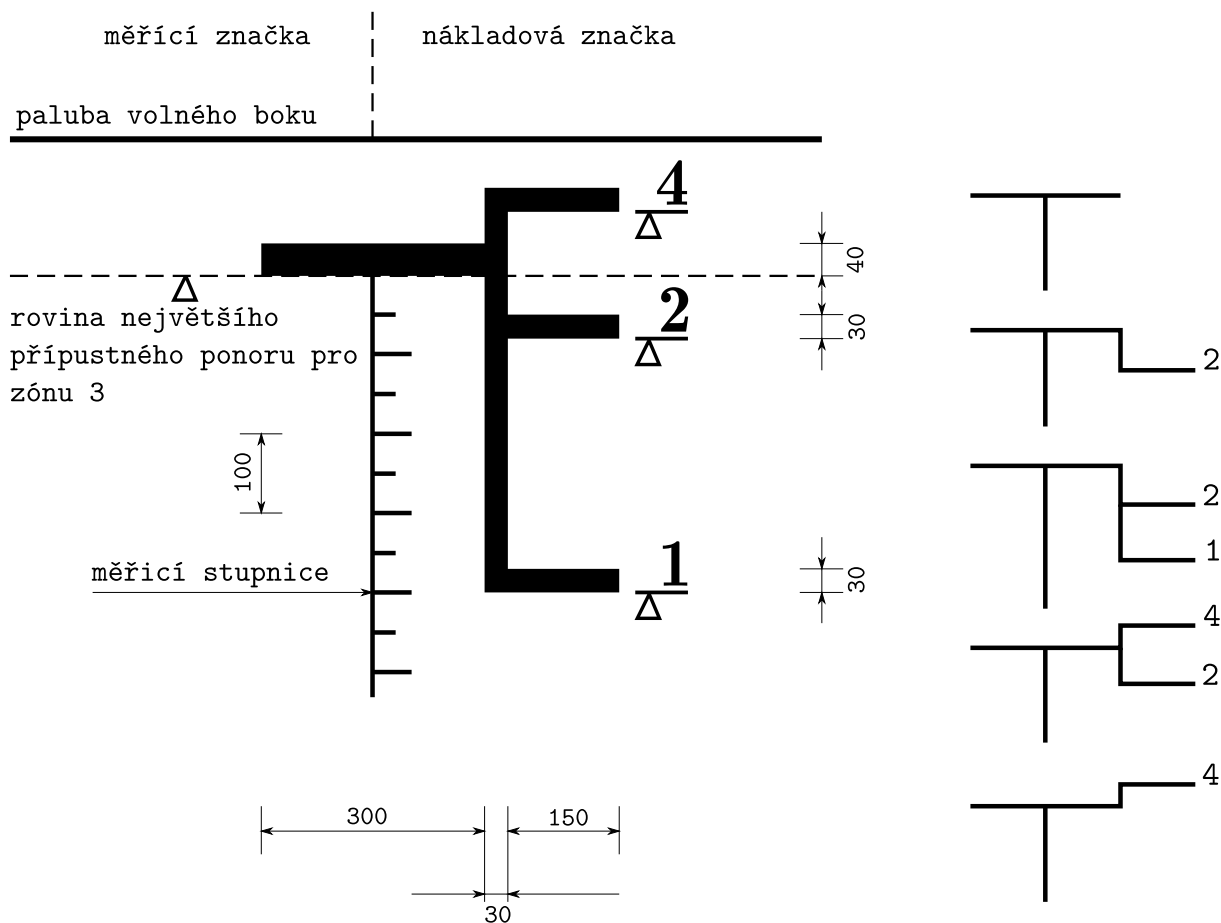 měřící značka
nákladová značka
paluba volného boku
4
40
2
30
rovina největšího
přípustného ponoru pro
zónu 3
100
měřicí stupnice
1
30
300
150
30
2
2
1
4
2
4